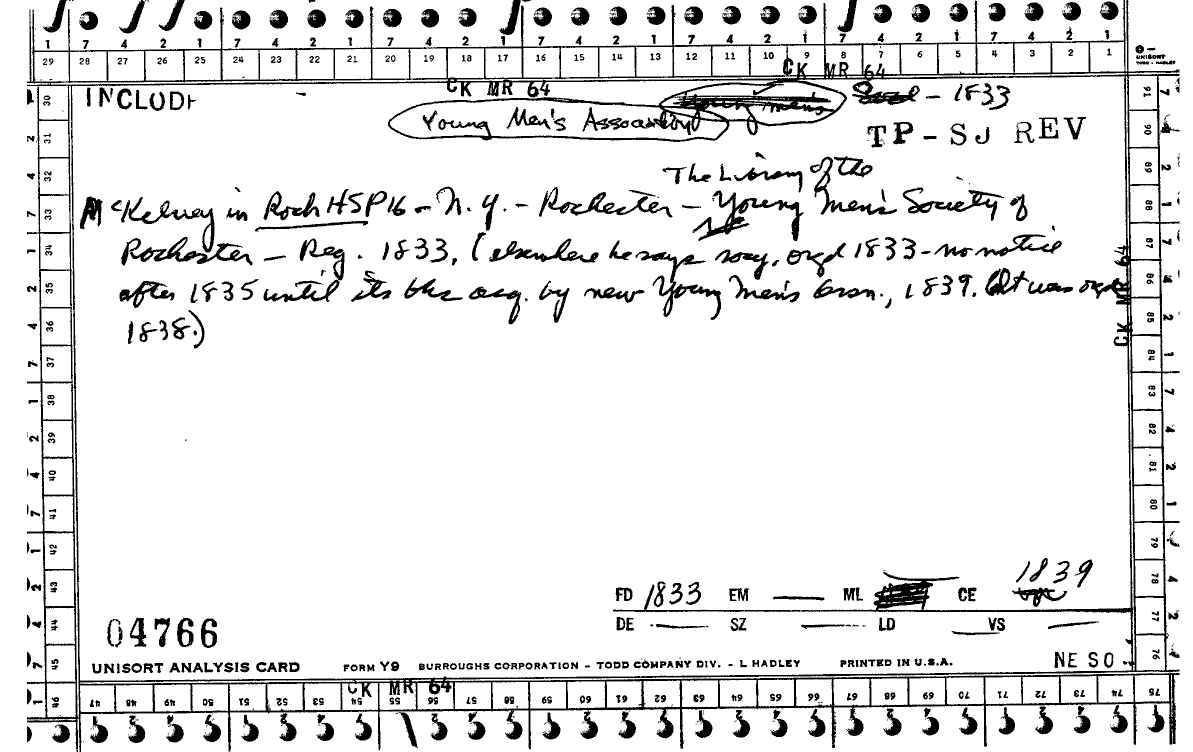 7 4 2 1 7 4 2 1 7 4 2 1 7 4 2 1 7 4 2 1 7 4 2 1 7 4 2 1
29 28 27 26 25 24 23 22 21 20 19 18 17 16 15 14 13 12 11 10 9 8 7 6 5 4 3 2 1
UNISORT
CK MR 64
CK MR 64
INCLUDE
Young Men's
– 1833
Young Men's Association
TP-SJ REV
The Library of the
McKelvey in Roch HSP16 – N.Y. – Rochester – Young Men's Society of
Rochester – Reg. 1833, (elsewhere he says socy. orgd 1833 – no notice
after 1835 until its bks acq. by new Young Men's Assn., 1839. It was orgd
1838.)
CK MR 64
1839
FD 1833 EM — ML CE
DE — SZ — LD — VS —
04766
UNISORT ANALYSIS CARD FORM Y9 BURROUGHS CORPORATION – TODD COMPANY DIV. – L HADLEY PRINTED IN U.S.A.
NE SO
CK MR 64
30 31 32 33 34 35 36 37 38 39 40 41 42 43 44 45 46
47 48 49 50 51 52 53 54 55 56 57 58 59 60 61 62 63 64 65 66 67 68 69 70 71 72 73 74 75
76 77 78 79 80 81 82 83 84 85 86 87 88 89 90 91